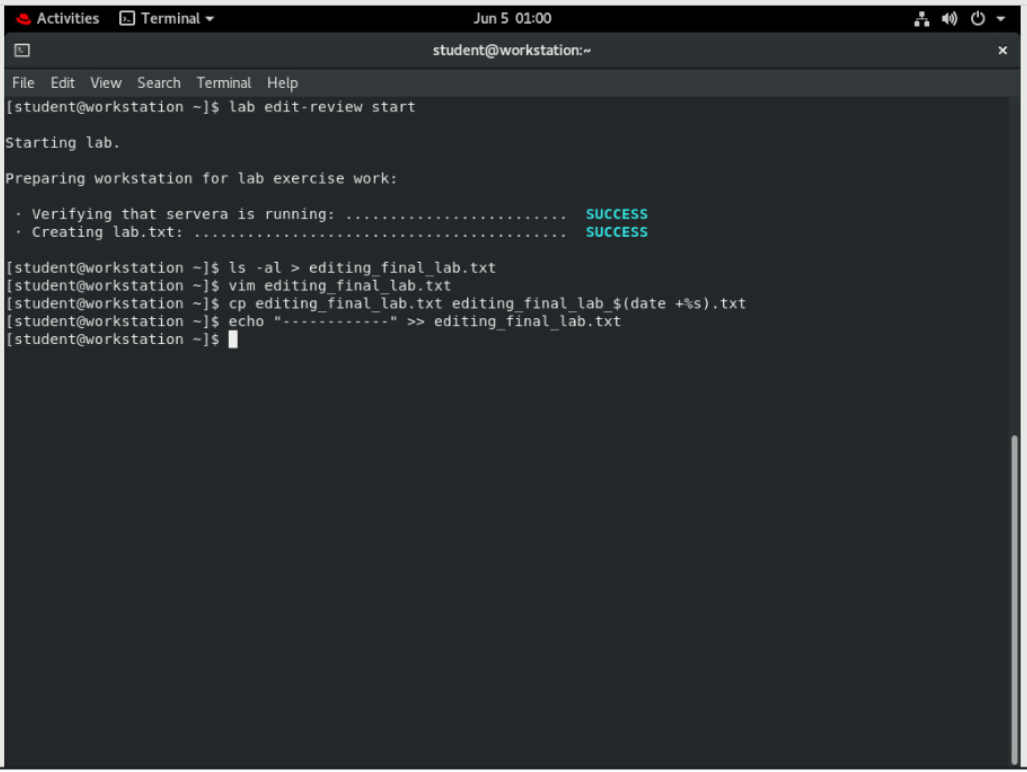 Activities Terminal Jun 5 01:00
student@workstation:~ ×
File Edit View Search Terminal Help
[student@workstation ~]$ lab edit-review start
Starting lab.
Preparing workstation for lab exercise work:
· Verifying that servera is running: ......................... SUCCESS
· Creating lab.txt: .......................................... SUCCESS
[student@workstation ~]$ ls -al > editing_final_lab.txt
[student@workstation ~]$ vim editing_final_lab.txt
[student@workstation ~]$ cp editing_final_lab.txt editing_final_lab_$(date +%s).txt
[student@workstation ~]$ echo "------------" >> editing_final_lab.txt
[student@workstation ~]$